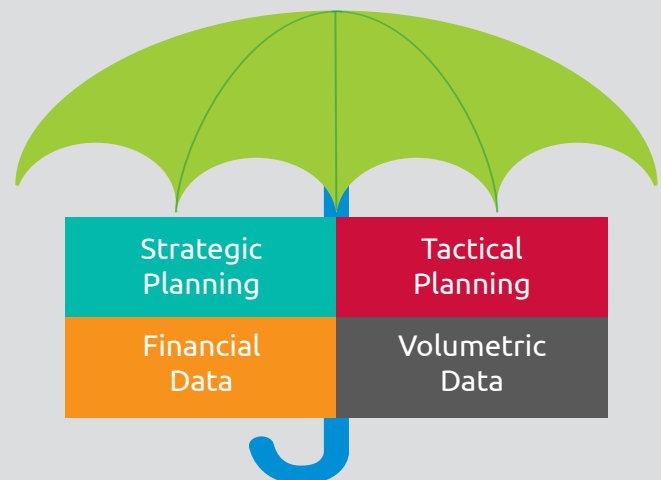 Strategic
Planning
Tactical
Planning
Financial
Data
Volumetric
Data